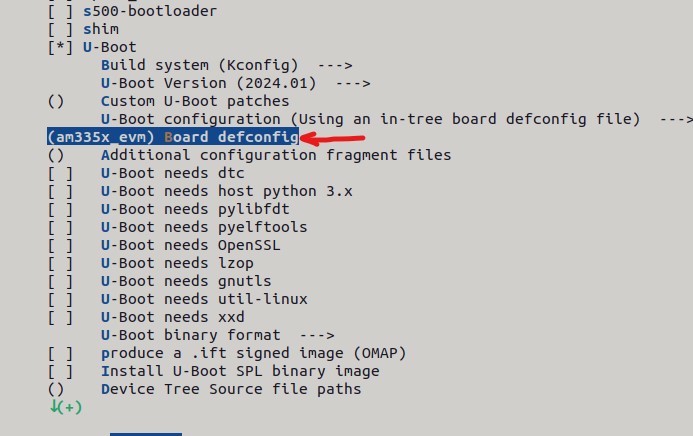 [ ] s500-bootloader
[ ] shim
[*] U-Boot
Build system (Kconfig)  --->
U-Boot Version (2024.01)  --->
()    Custom U-Boot patches
U-Boot configuration (Using an in-tree board defconfig file)  --->
(am335x_evm) Board defconfig
()    Additional configuration fragment files
[ ]   U-Boot needs dtc
[ ]   U-Boot needs host python 3.x
[ ]   U-Boot needs pylibfdt
[ ]   U-Boot needs pyelftools
[ ]   U-Boot needs OpenSSL
[ ]   U-Boot needs lzop
[ ]   U-Boot needs gnutls
[ ]   U-Boot needs util-linux
[ ]   U-Boot needs xxd
U-Boot binary format  --->
[ ]   produce a .ift signed image (OMAP)
[ ]   Install U-Boot SPL binary image
()    Device Tree Source file paths
↓(+)